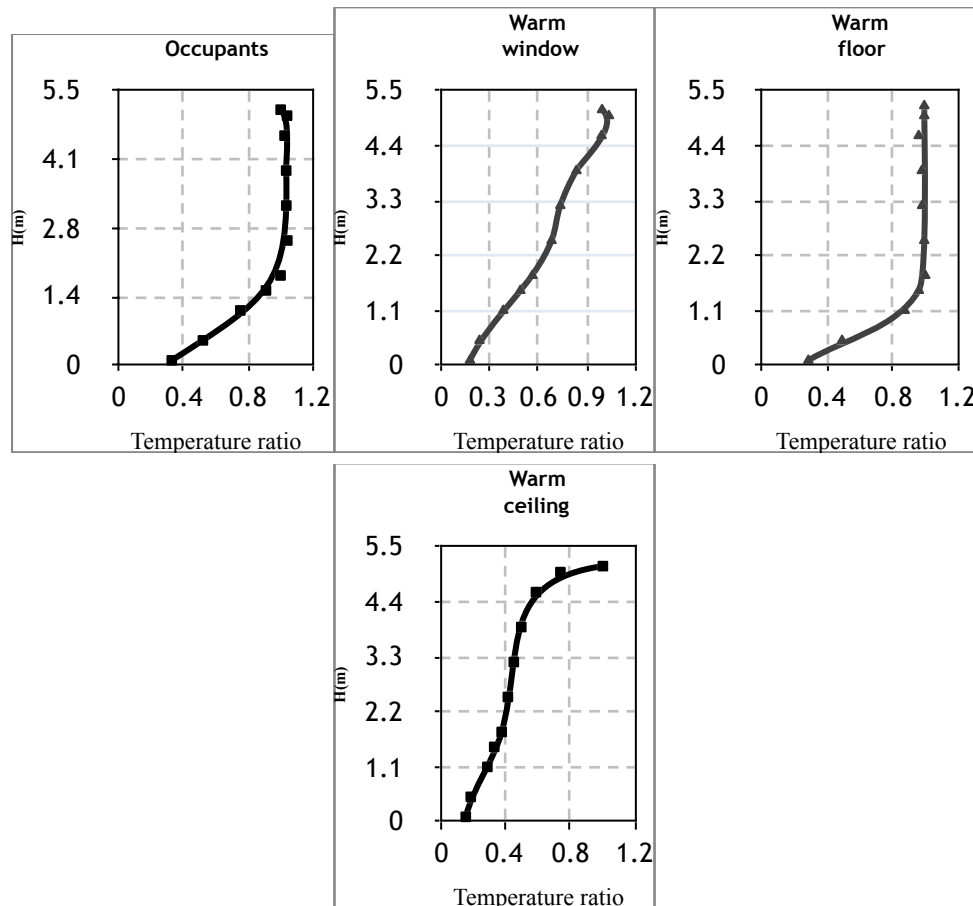 Occupants
5.5
4.1
2.8
1.4
0
H(m)
0 0.4 0.8 1.2
Temperature ratio
Warm
window
5.5
4.4
3.3
2.2
1.1
0
H(m)
0 0.3 0.6 0.9 1.2
Temperature ratio
Warm
floor
5.5
4.4
3.3
2.2
1.1
0
H(m)
0 0.4 0.8 1.2
Temperature ratio
Warm
ceiling
5.5
4.4
3.3
2.2
1.1
0
H(m)
0 0.4 0.8 1.2
Temperature ratio